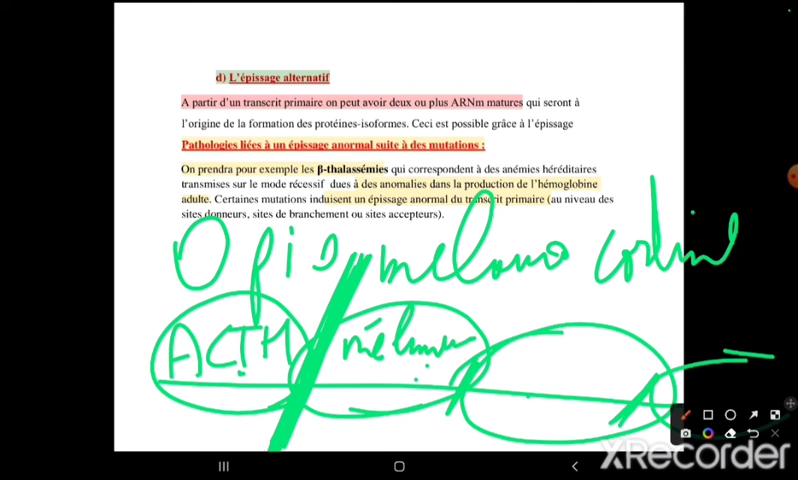 d) L'épissage alternatif
A partir d'un transcrit primaire on peut avoir deux ou plus ARNm matures qui seront à
l'origine de la formation des protéines-isoformes. Ceci est possible grâce à l'épissage
Pathologies liées à un épissage anormal suite à des mutations :
On prendra pour exemple les β-thalassémies qui correspondent à des anémies héréditaires
transmises sur le mode récessif dues à des anomalies dans la production de l'hémoglobine
adulte. Certaines mutations induisent un épissage anormal du transcrit primaire (au niveau des
sites donneurs, sites de branchement ou sites accepteurs).
ACTH
XRecorder